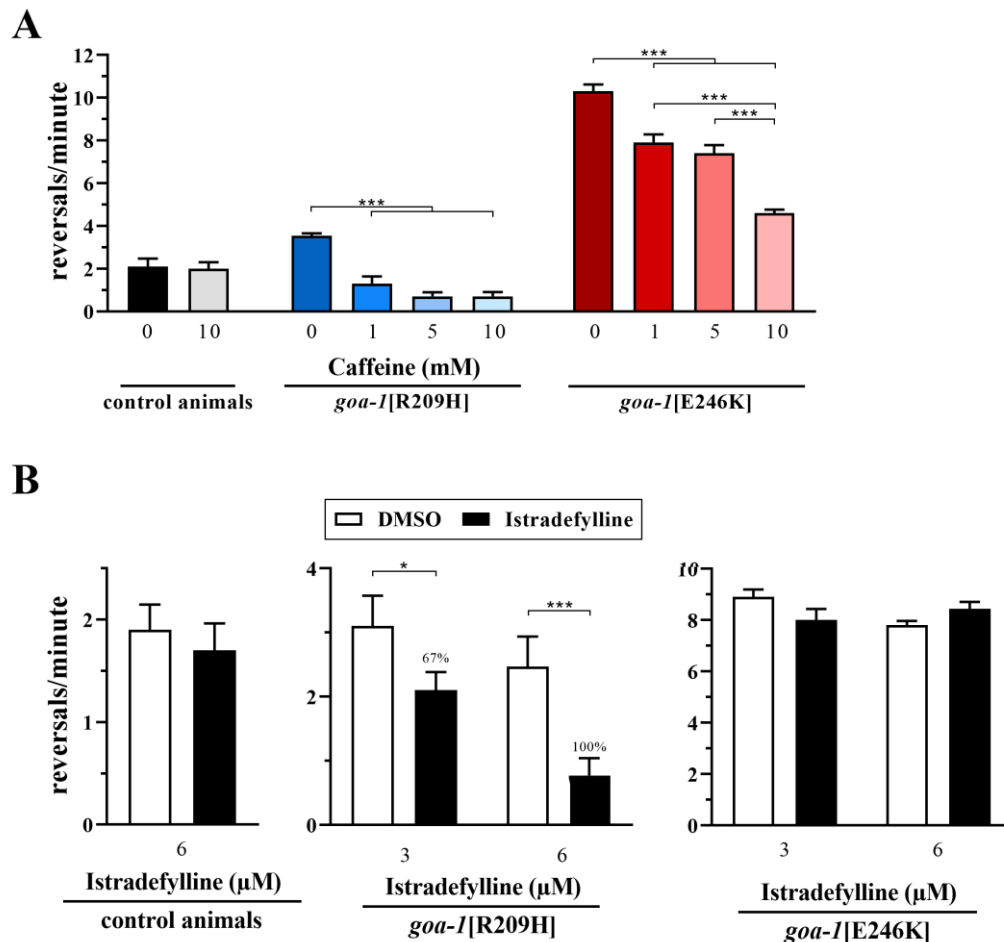 A
12
10
8
6
4
2
0
reversals/minute
***
***
***
***
0 10 0 1 5 10 0 1 5 10
Caffeine (mM)
control animals goa-1[R209H] goa-1[E246K]
B
DMSO Istradefylline
reversals/minute
2
1
0
6
Istradefylline (µM)
control animals
4
2
0
*
***
67%
100%
3 6
Istradefylline (µM)
goa-1[R209H]
10
8
6
4
2
0
3 6
Istradefylline (µM)
goa-1[E246K]